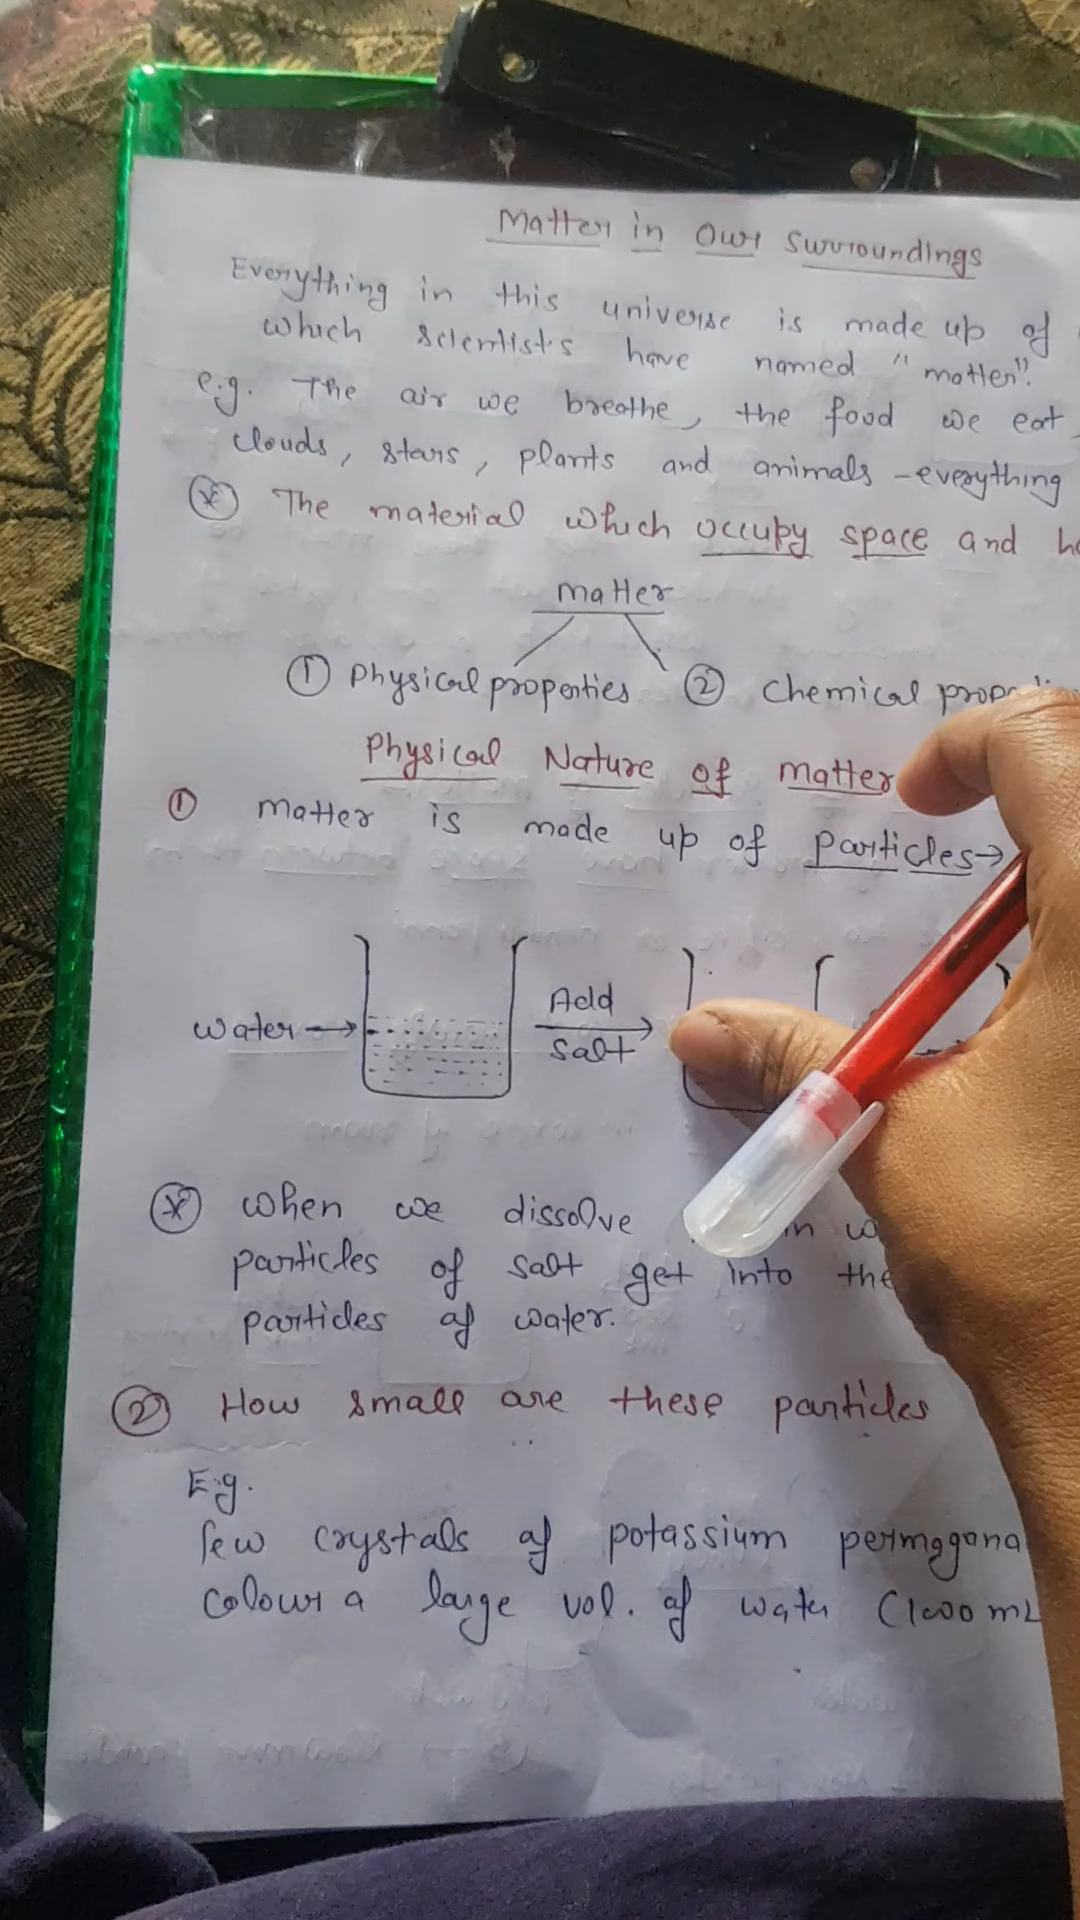 Matter in Our Surroundings
Everything in this universe is made up of
which scientists have named "matter".
e.g. The air we breathe, the food we eat,
clouds, stars, plants and animals - everything
* The material which occupy space and
Matter
① Physical properties ② Chemical
Physical Nature of Matter
① Matter is made up of particles→
Water → Add Salt →
* When we dissolve in
particles of salt get into the
particles of water.
② How small are these particles
E.g.
few crystals of potassium permagana
colour a large vol. of water (1000 mL